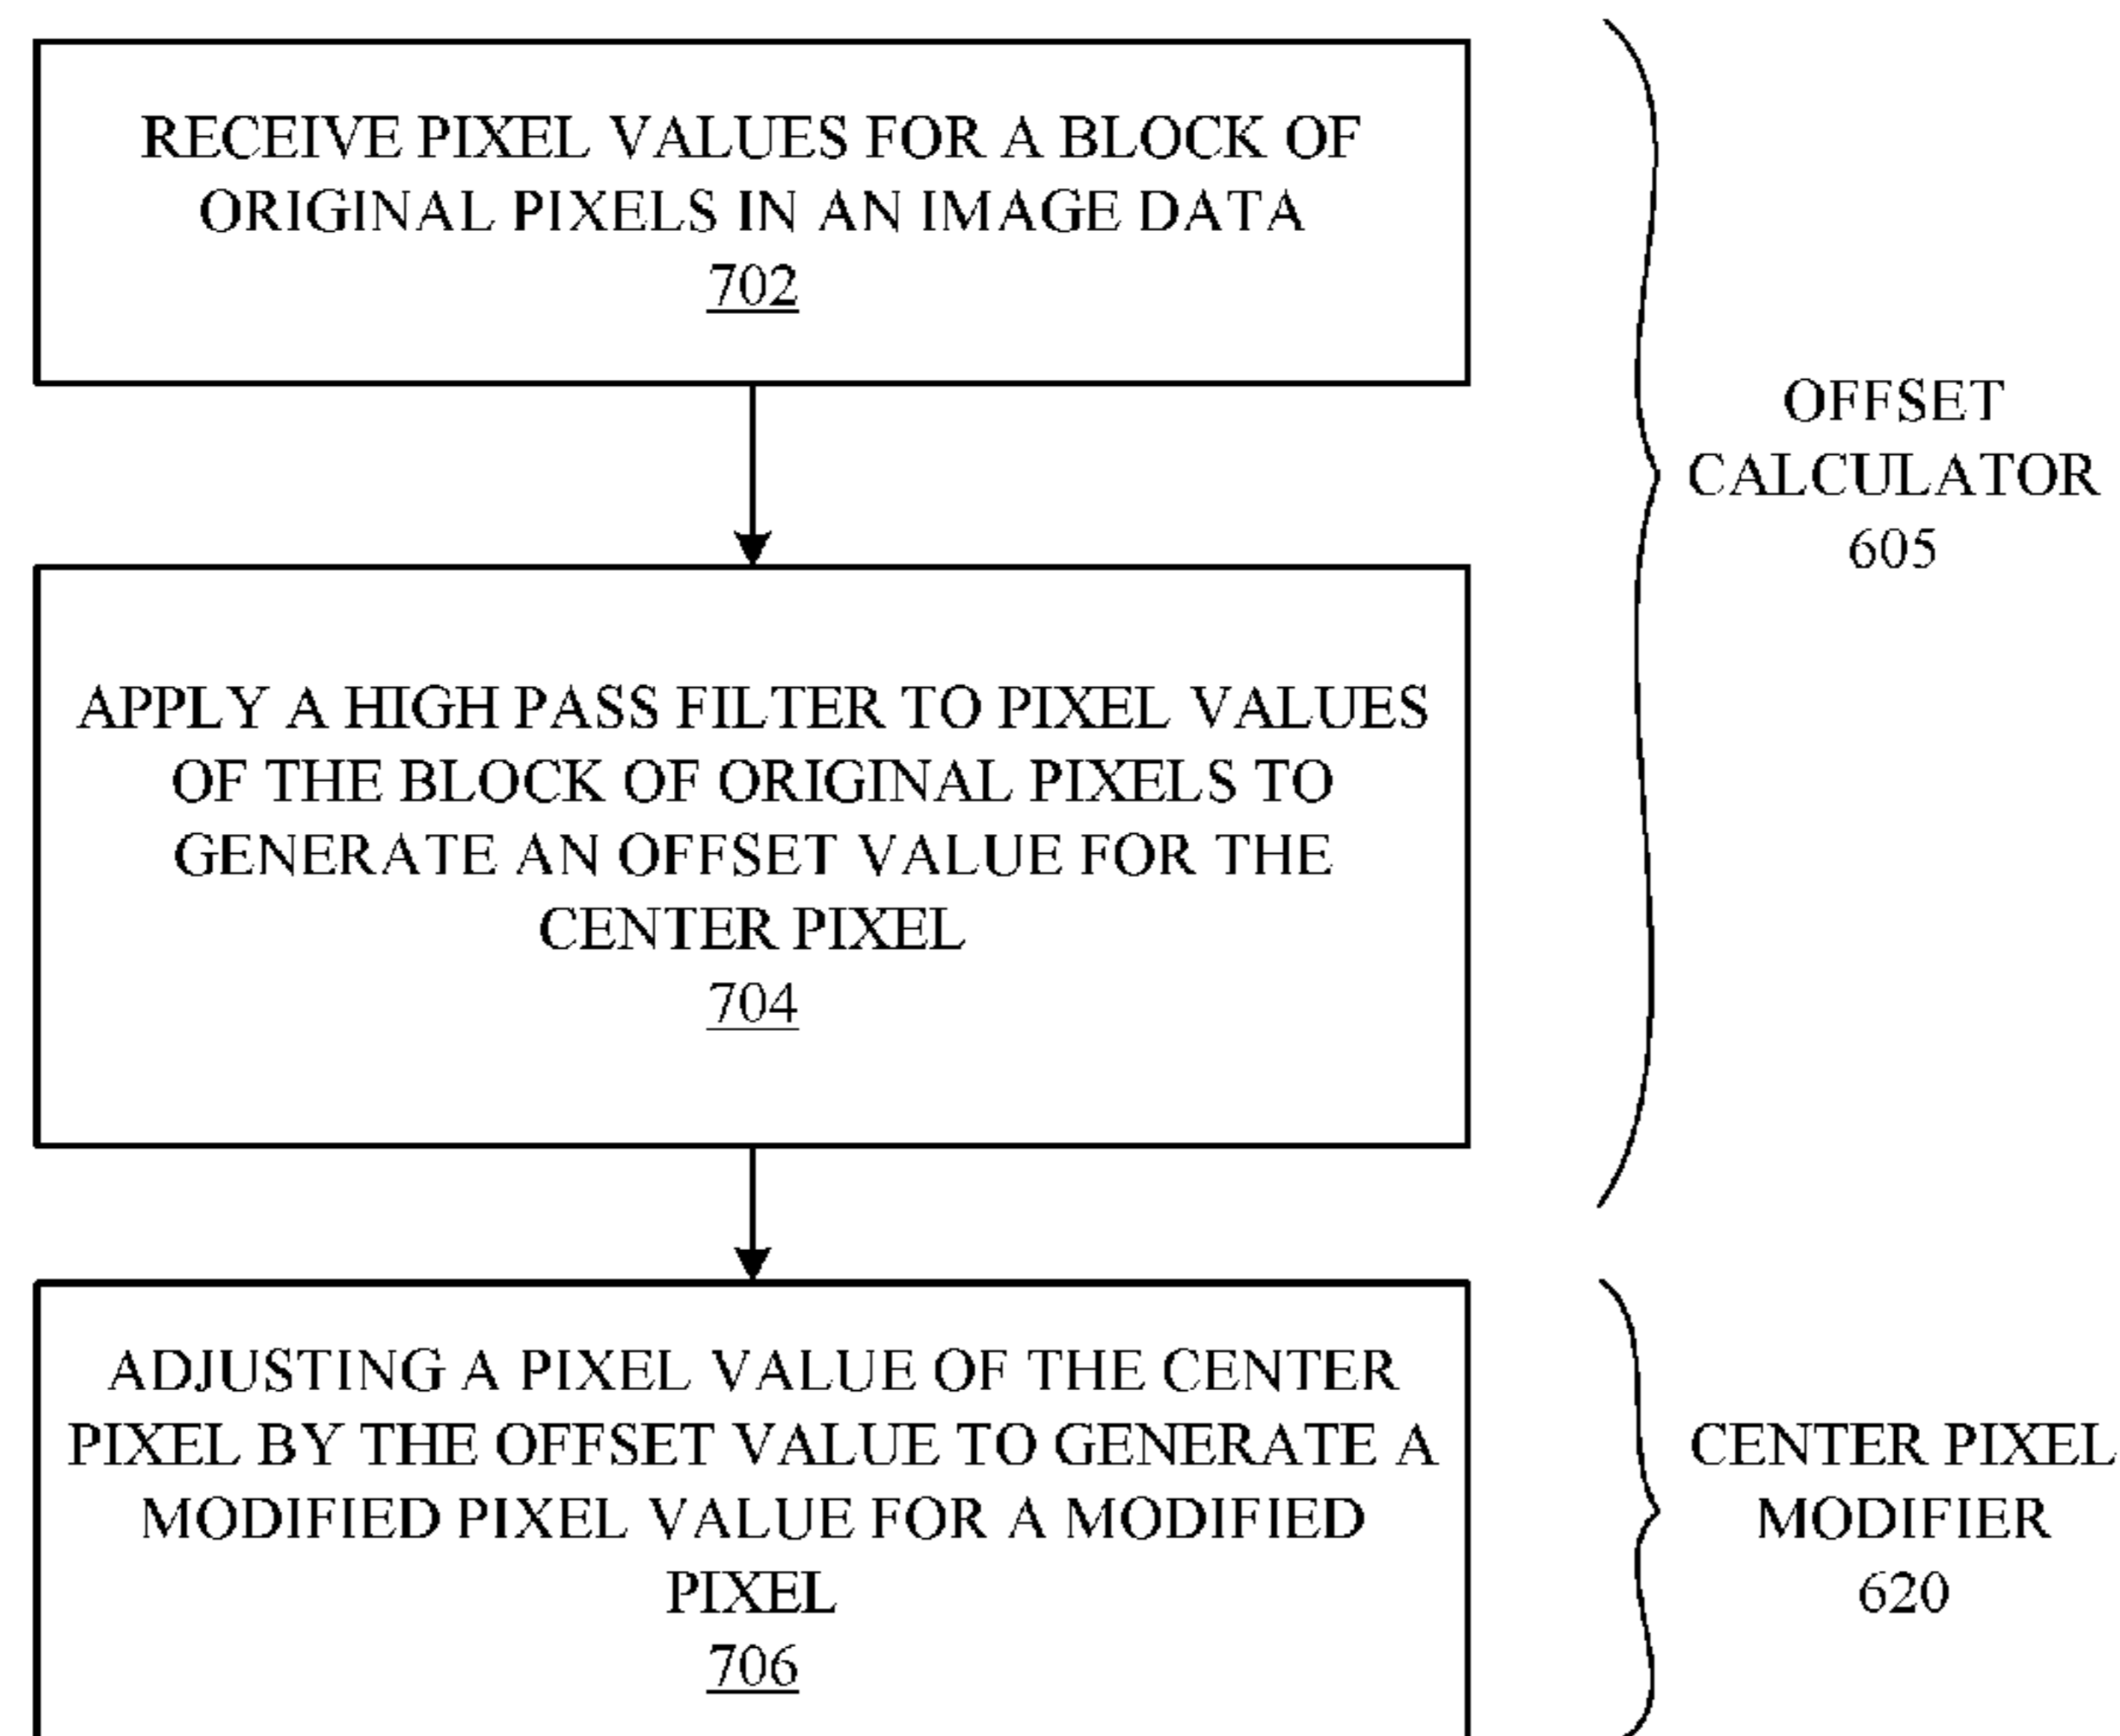 RECEIVE PIXEL VALUES FOR A BLOCK OF
ORIGINAL PIXELS IN AN IMAGE DATA
702
OFFSET
CALCULATOR
605
APPLY A HIGH PASS FILTER TO PIXEL VALUES
OF THE BLOCK OF ORIGINAL PIXELS TO
GENERATE AN OFFSET VALUE FOR THE
CENTER PIXEL
704
ADJUSTING A PIXEL VALUE OF THE CENTER
PIXEL BY THE OFFSET VALUE TO GENERATE A
MODIFIED PIXEL VALUE FOR A MODIFIED
PIXEL
706
CENTER PIXEL
MODIFIER
620